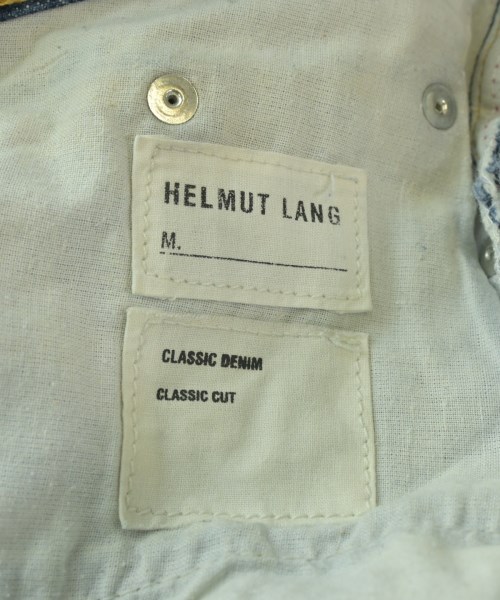 HELMUT LANG
M.
CLASSIC DENIM
CLASSIC CUT